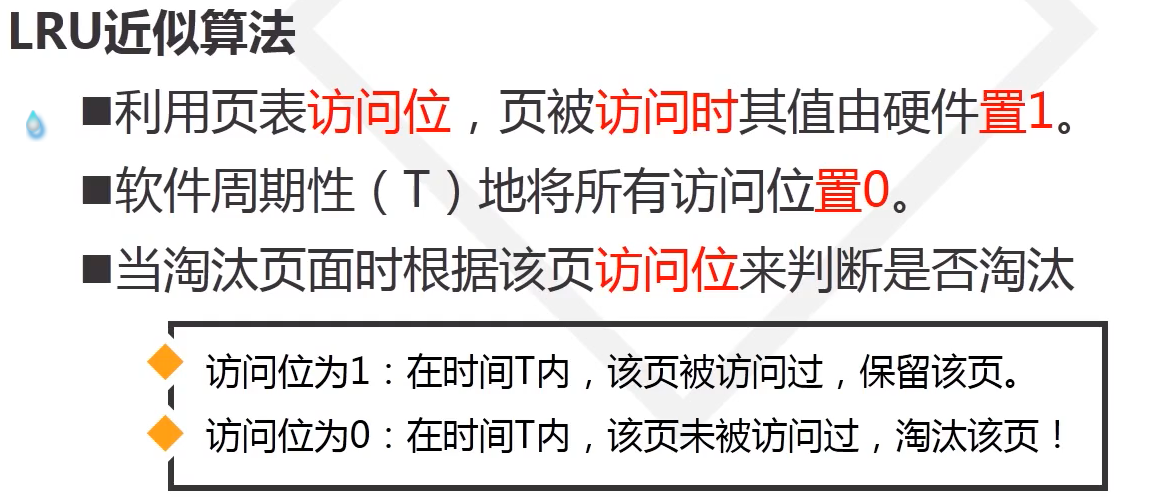 LRU近似算法
■利用页表访问位，页被访问时其值由硬件置1。
■软件周期性（T）地将所有访问位置0。
■当淘汰页面时根据该页访问位来判断是否淘汰
◆访问位为1：在时间T内，该页被访问过，保留该页。
◆访问位为0：在时间T内，该页未被访问过，淘汰该页！